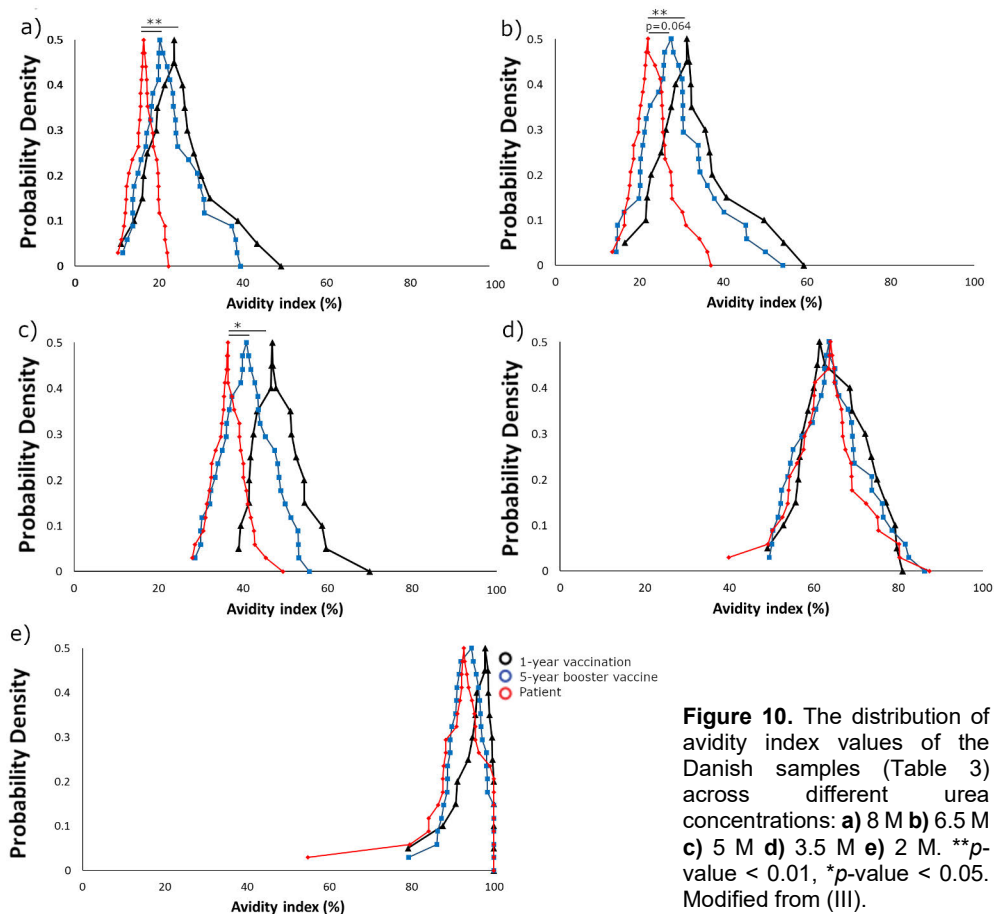 a)
**
Probability Density
0.5
0.4
0.3
0.2
0.1
0
0
20
40
60
80
100
Avidity index (%)
b)
**
p=0.064
Probability Density
0.5
0.4
0.3
0.2
0.1
0
0
20
40
60
80
100
Avidity index (%)
c)
*
Probability Density
0.5
0.4
0.3
0.2
0.1
0
0
20
40
60
80
100
Avidity index (%)
d)
Probability Density
0.5
0.4
0.3
0.2
0.1
0
0
20
40
60
80
100
Avidity index (%)
e)
Probability Density
0.5
0.4
0.3
0.2
0.1
0
0
20
40
60
80
100
Avidity index (%)
1-year vaccination
5-year booster vaccine
Patient
Figure 10. The distribution of
avidity index values of the
Danish samples (Table 3)
across different urea
concentrations: a) 8 M b) 6.5 M
c) 5 M d) 3.5 M e) 2 M. **p-
value < 0.01, *p-value < 0.05.
Modified from (III).